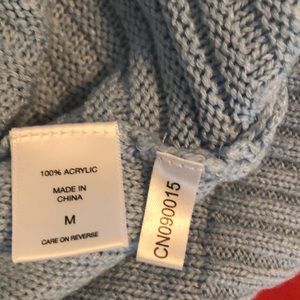 100% ACRYLIC
MADE IN
CHINA
M
CARE ON REVERSE
CN090015